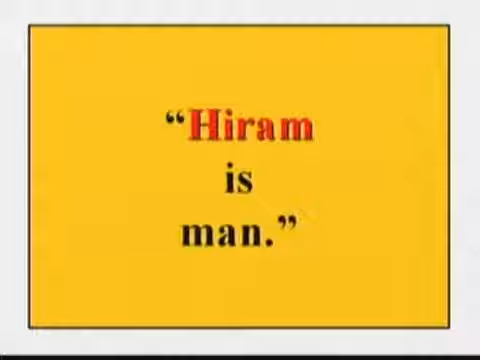 “Hiram
is
man.”